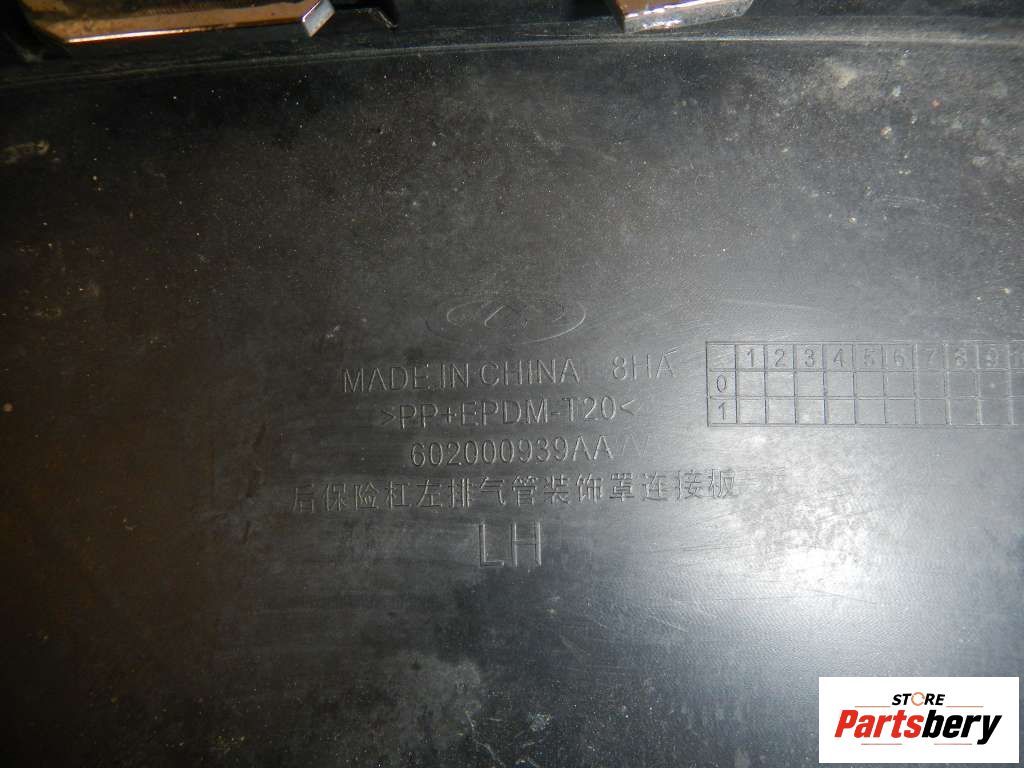 MADE IN CHINA 8HA
>PP+EPDM-T20<
602000939AA
后保险杠左排气管装饰罩连接板
LH
1 2 3 4 5 6 7 8 9
0
1
STORE
Partsbery